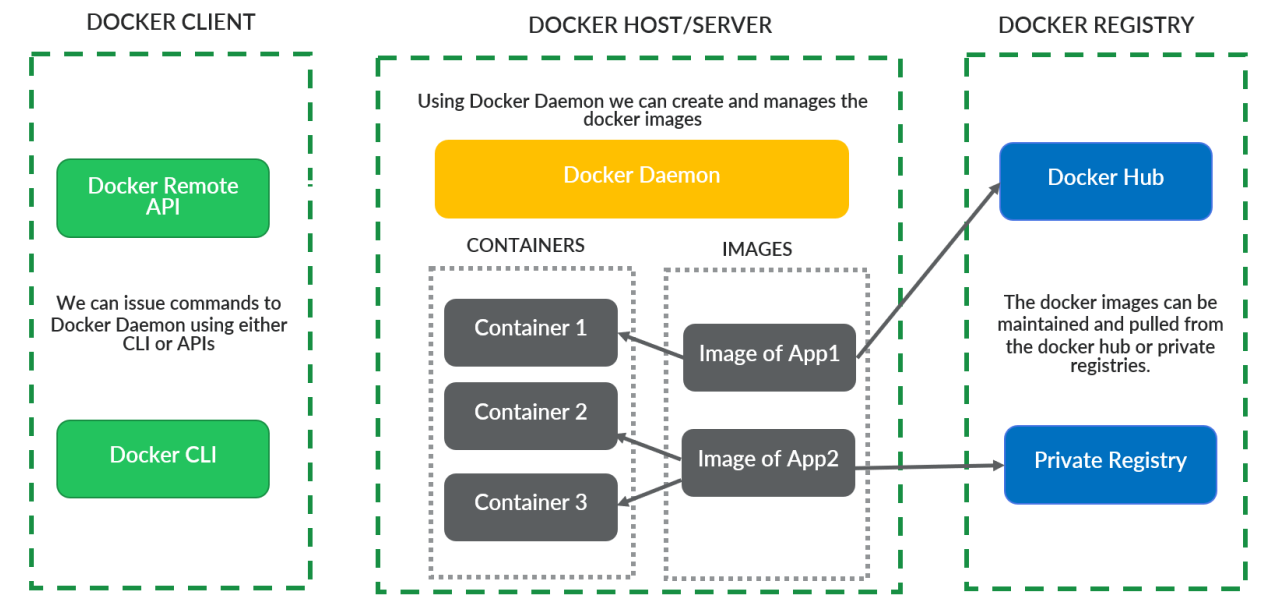 DOCKER CLIENT
Docker Remote
API
We can issue commands to
Docker Daemon using either
CLI or APIs
Docker CLI
DOCKER HOST/SERVER
Using Docker Daemon we can create and manages the
docker images
Docker Daemon
CONTAINERS
Container 1
Container 2
Container 3
IMAGES
Image of App1
Image of App2
DOCKER REGISTRY
Docker Hub
The docker images can be
maintained and pulled from
the docker hub or private
registries.
Private Registry